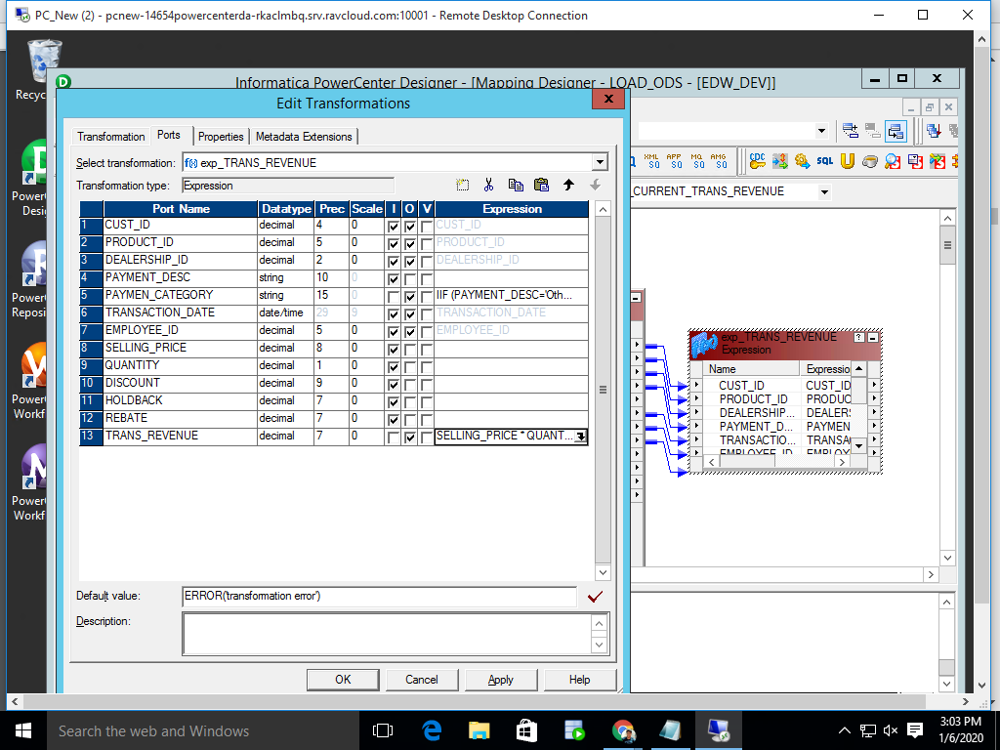 PC_New (2) - pcnew-14654powercenterda-rkaclmbq.srv.ravcloud.com:10001 - Remote Desktop Connection
Recyc
Informatica PowerCenter Designer - [Mapping Designer - LOAD_ODS - [EDW_DEV]]
Edit Transformations
Transformation Ports Properties Metadata Extensions
Select transformation: f(x) exp_TRANS_REVENUE
Transformation type: Expression
XML SQ APP SQ MQ SQ AMG SQ CDC SQL
_CURRENT_TRANS_REVENUE
Port Name Datatype Prec Scale I O V Expression
1 CUST_ID decimal 4 0 CUST_ID
2 PRODUCT_ID decimal 5 0 PRODUCT_ID
3 DEALERSHIP_ID decimal 2 0 DEALERSHIP_ID
4 PAYMENT_DESC string 10 0
5 PAYMEN_CATEGORY string 15 0 IIF (PAYMENT_DESC='Oth...
6 TRANSACTION_DATE date/time 29 9 TRANSACTION_DATE
7 EMPLOYEE_ID decimal 5 0 EMPLOYEE_ID
8 SELLING_PRICE decimal 8 0
9 QUANTITY decimal 1 0
10 DISCOUNT decimal 9 0
11 HOLDBACK decimal 7 0
12 REBATE decimal 7 0
13 TRANS_REVENUE decimal 7 0 SELLING_PRICE * QUANT...
Power
Desi
Power
Reposi
Power
Workf
Power
Workf
exp_TRANS_REVENUE
Expression
Name Expressio
CUST_ID CUST_ID
PRODUCT_ID PRODUC
DEALERSHIP... DEALERS
PAYMENT_D... PAYMEN
TRANSACTIO... TRANSA
EMPLOYEE_ID EMPLOY
Default value: ERROR('transformation error')
Description:
OK Cancel Apply Help
Search the web and Windows
3:03 PM
1/6/2020